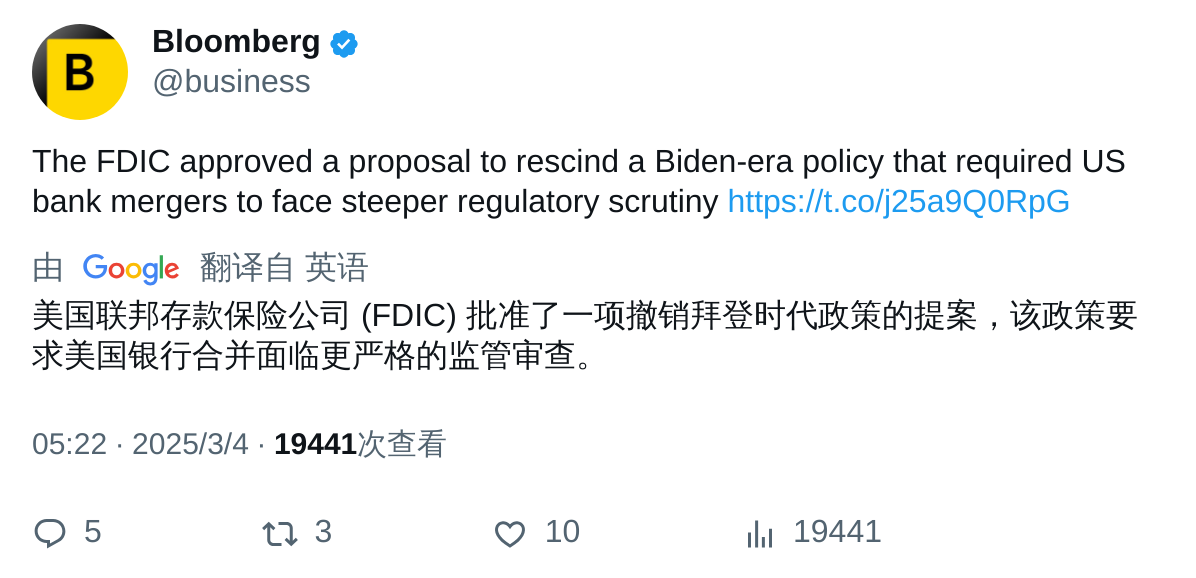 B
Bloomberg
@business
The FDIC approved a proposal to rescind a Biden-era policy that required US
bank mergers to face steeper regulatory scrutiny https://t.co/j25a9Q0RpG
由 Google 翻译自 英语
美国联邦存款保险公司 (FDIC) 批准了一项撤销拜登时代政策的提案，该政策要
求美国银行合并面临更严格的监管审查。
05:22 · 2025/3/4 · 19441次查看
5 3 10 19441